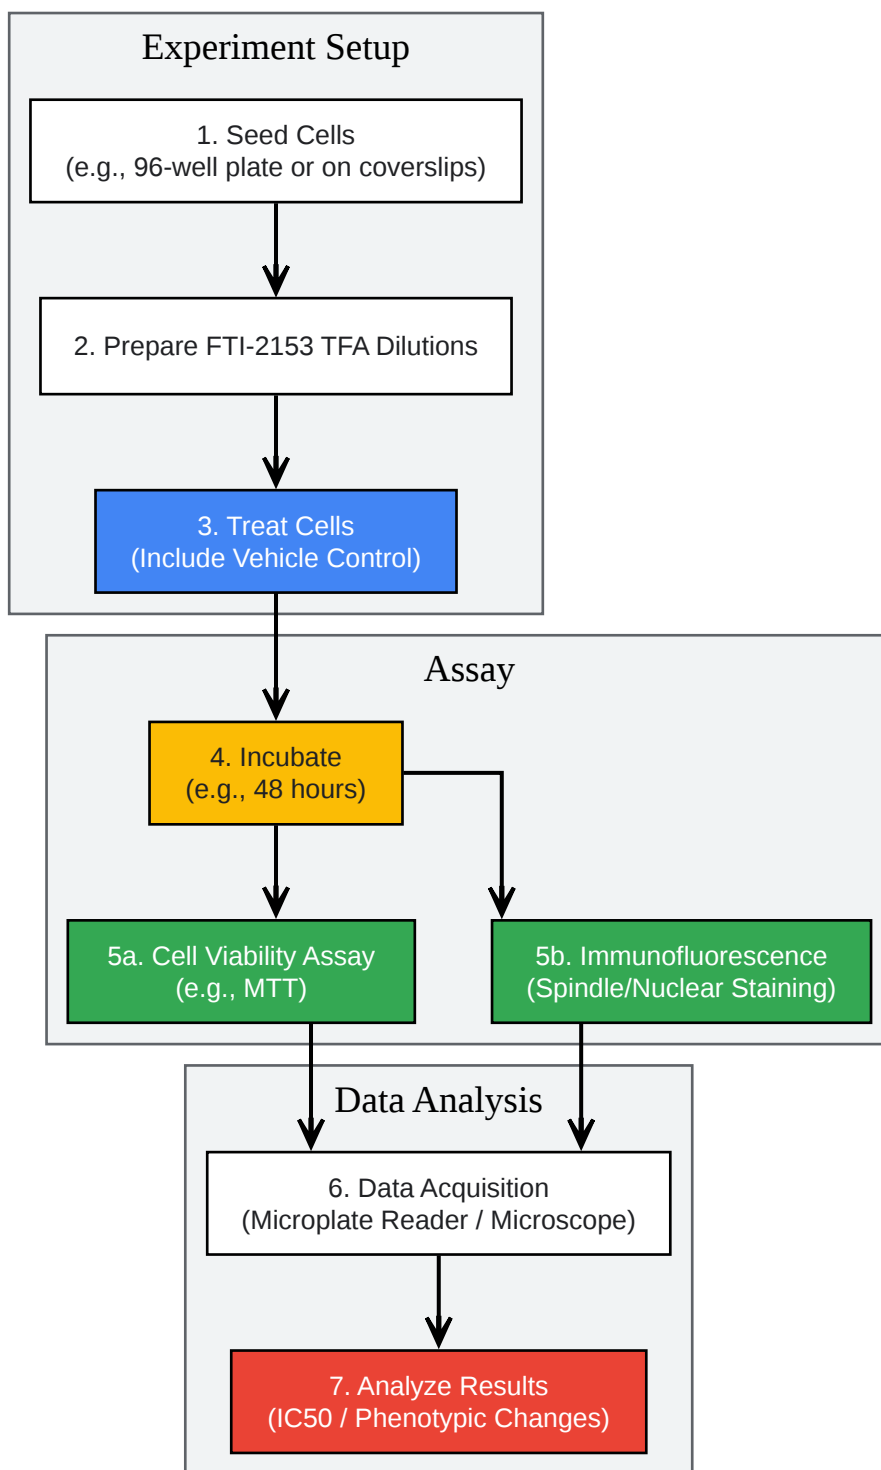 Experiment Setup
1. Seed Cells
(e.g., 96-well plate or on coverslips)
2. Prepare FTI-2153 TFA Dilutions
3. Treat Cells
(Include Vehicle Control)
Assay
4. Incubate
(e.g., 48 hours)
5a. Cell Viability Assay
(e.g., MTT)
5b. Immunofluorescence
(Spindle/Nuclear Staining)
Data Analysis
6. Data Acquisition
(Microplate Reader / Microscope)
7. Analyze Results
(IC50 / Phenotypic Changes)